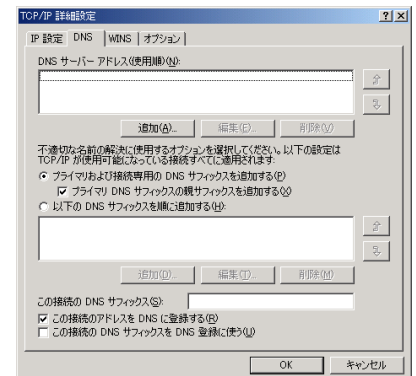 TCP/IP 詳細設定
IP 設定 DNS WINS オプション
DNS サーバー アドレス(使用順)(N):
追加(A)... 編集(E)... 削除(V)
不適切な名前の解決に使用するオプションを選択してください。以下の設定は
TCP/IP が使用可能になっている接続すべてに適用されます:
プライマリおよび接続専用の DNS サフィックスを追加する(P)
プライマリ DNS サフィックスの親サフィックスを追加する(X)
以下の DNS サフィックスを順に追加する(H):
追加(D)... 編集(T)... 削除(M)
この接続の DNS サフィックス(S):
この接続のアドレスを DNS に登録する(R)
この接続の DNS サフィックスを DNS 登録に使う(U)
OK キャンセル